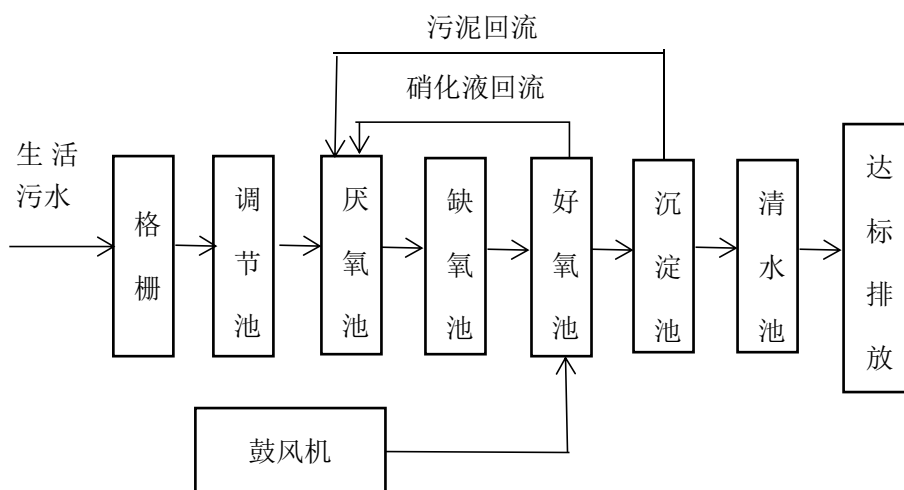 污泥回流
硝化液回流
生 活
污水
格栅
调节池
厌氧池
缺氧池
好氧池
沉淀池
清水池
达标排放
鼓风机